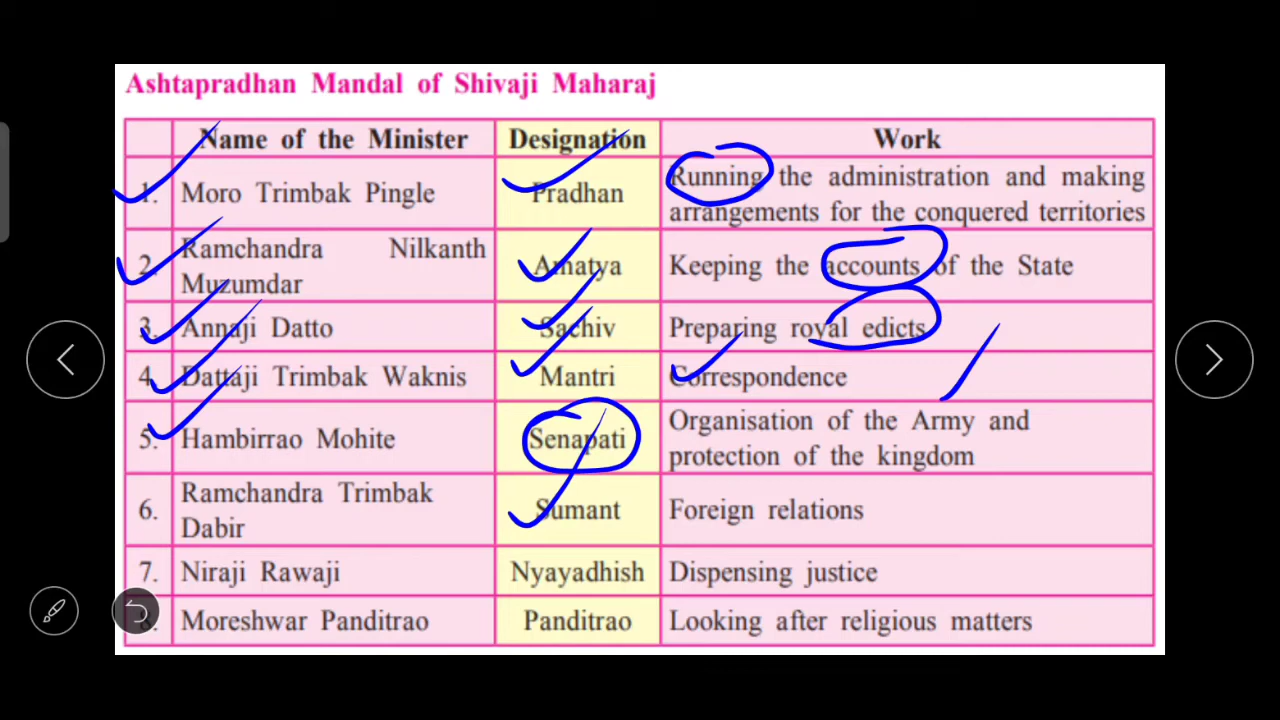 Ashtapradhan Mandal of Shivaji Maharaj
Name of the Minister Designation Work
1. Moro Trimbak Pingle Pradhan Running the administration and making
arrangements for the conquered territories
2. Ramchandra Nilkanth
Muzumdar Amatya Keeping the accounts of the State
3. Annaji Datto Sachiv Preparing royal edicts
4. Dattaji Trimbak Waknis Mantri Correspondence
5. Hambirrao Mohite Senapati Organisation of the Army and
protection of the kingdom
6. Ramchandra Trimbak
Dabir Sumant Foreign relations
7. Niraji Rawaji Nyayadhish Dispensing justice
8. Moreshwar Panditrao Panditrao Looking after religious matters